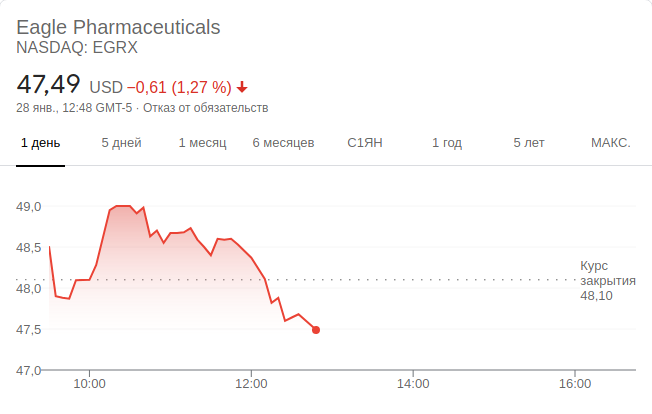 Eagle Pharmaceuticals
NASDAQ: EGRX
47,49 USD −0,61 (1,27 %)
28 янв., 12:48 GMT-5 · Отказ от обязательств
1 день 5 дней 1 месяц 6 месяцев С1ЯН 1 год 5 лет МАКС.
49,0
48,5
Курс
закрытия
48,10
48,0
47,5
47,0
10:00 12:00 14:00 16:00